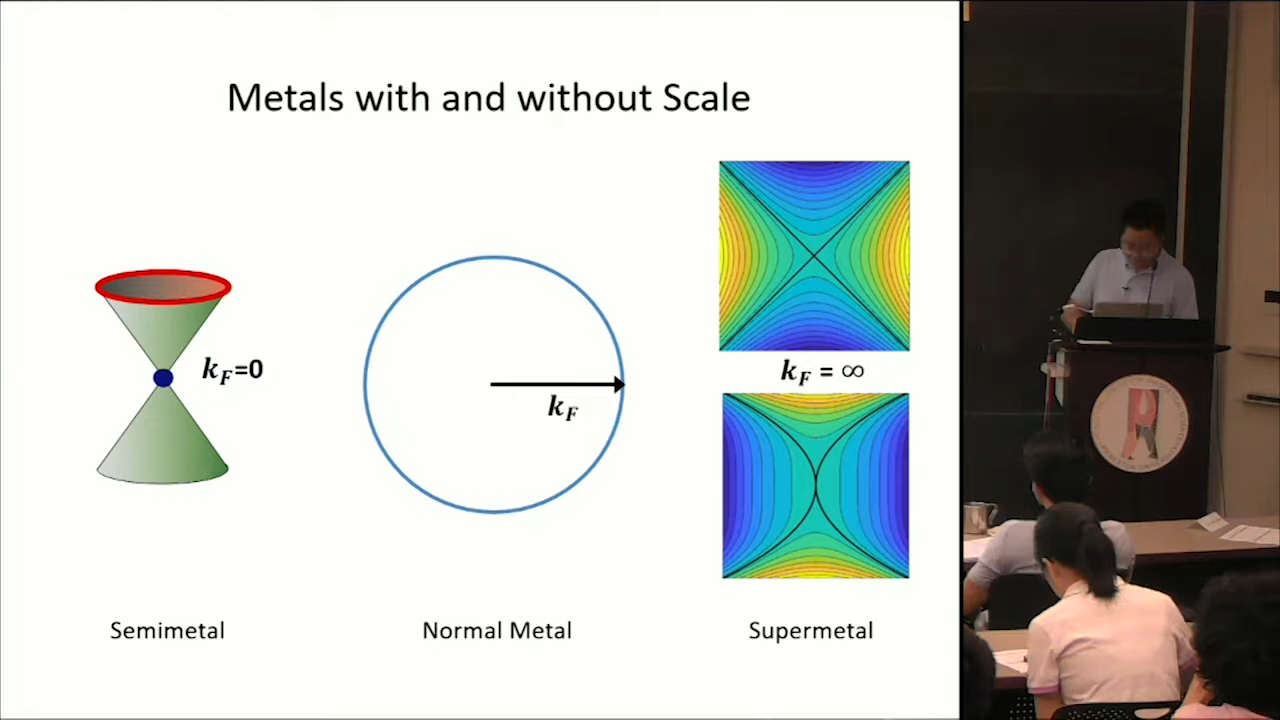 Metals with and without Scale
k_F=0
k_F
k_F = ∞
Semimetal
Normal Metal
Supermetal